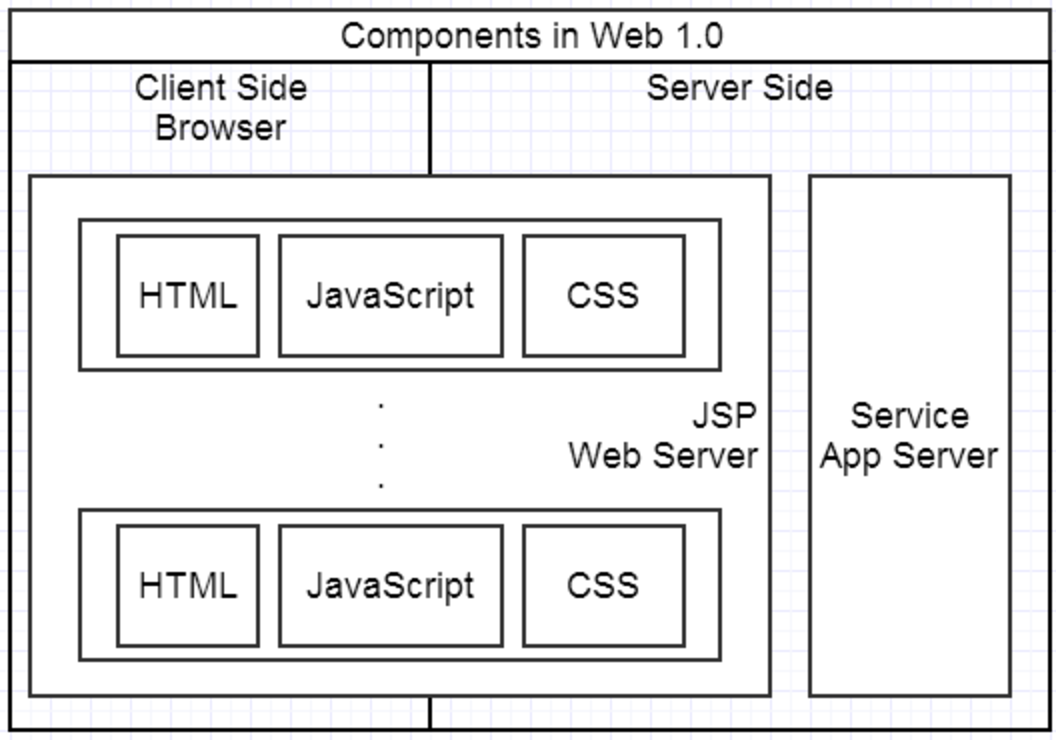 Components in Web 1.0
Client Side
Browser
Server Side
HTML
JavaScript
CSS
.
.
.
JSP
Web Server
Service
App Server
HTML
JavaScript
CSS